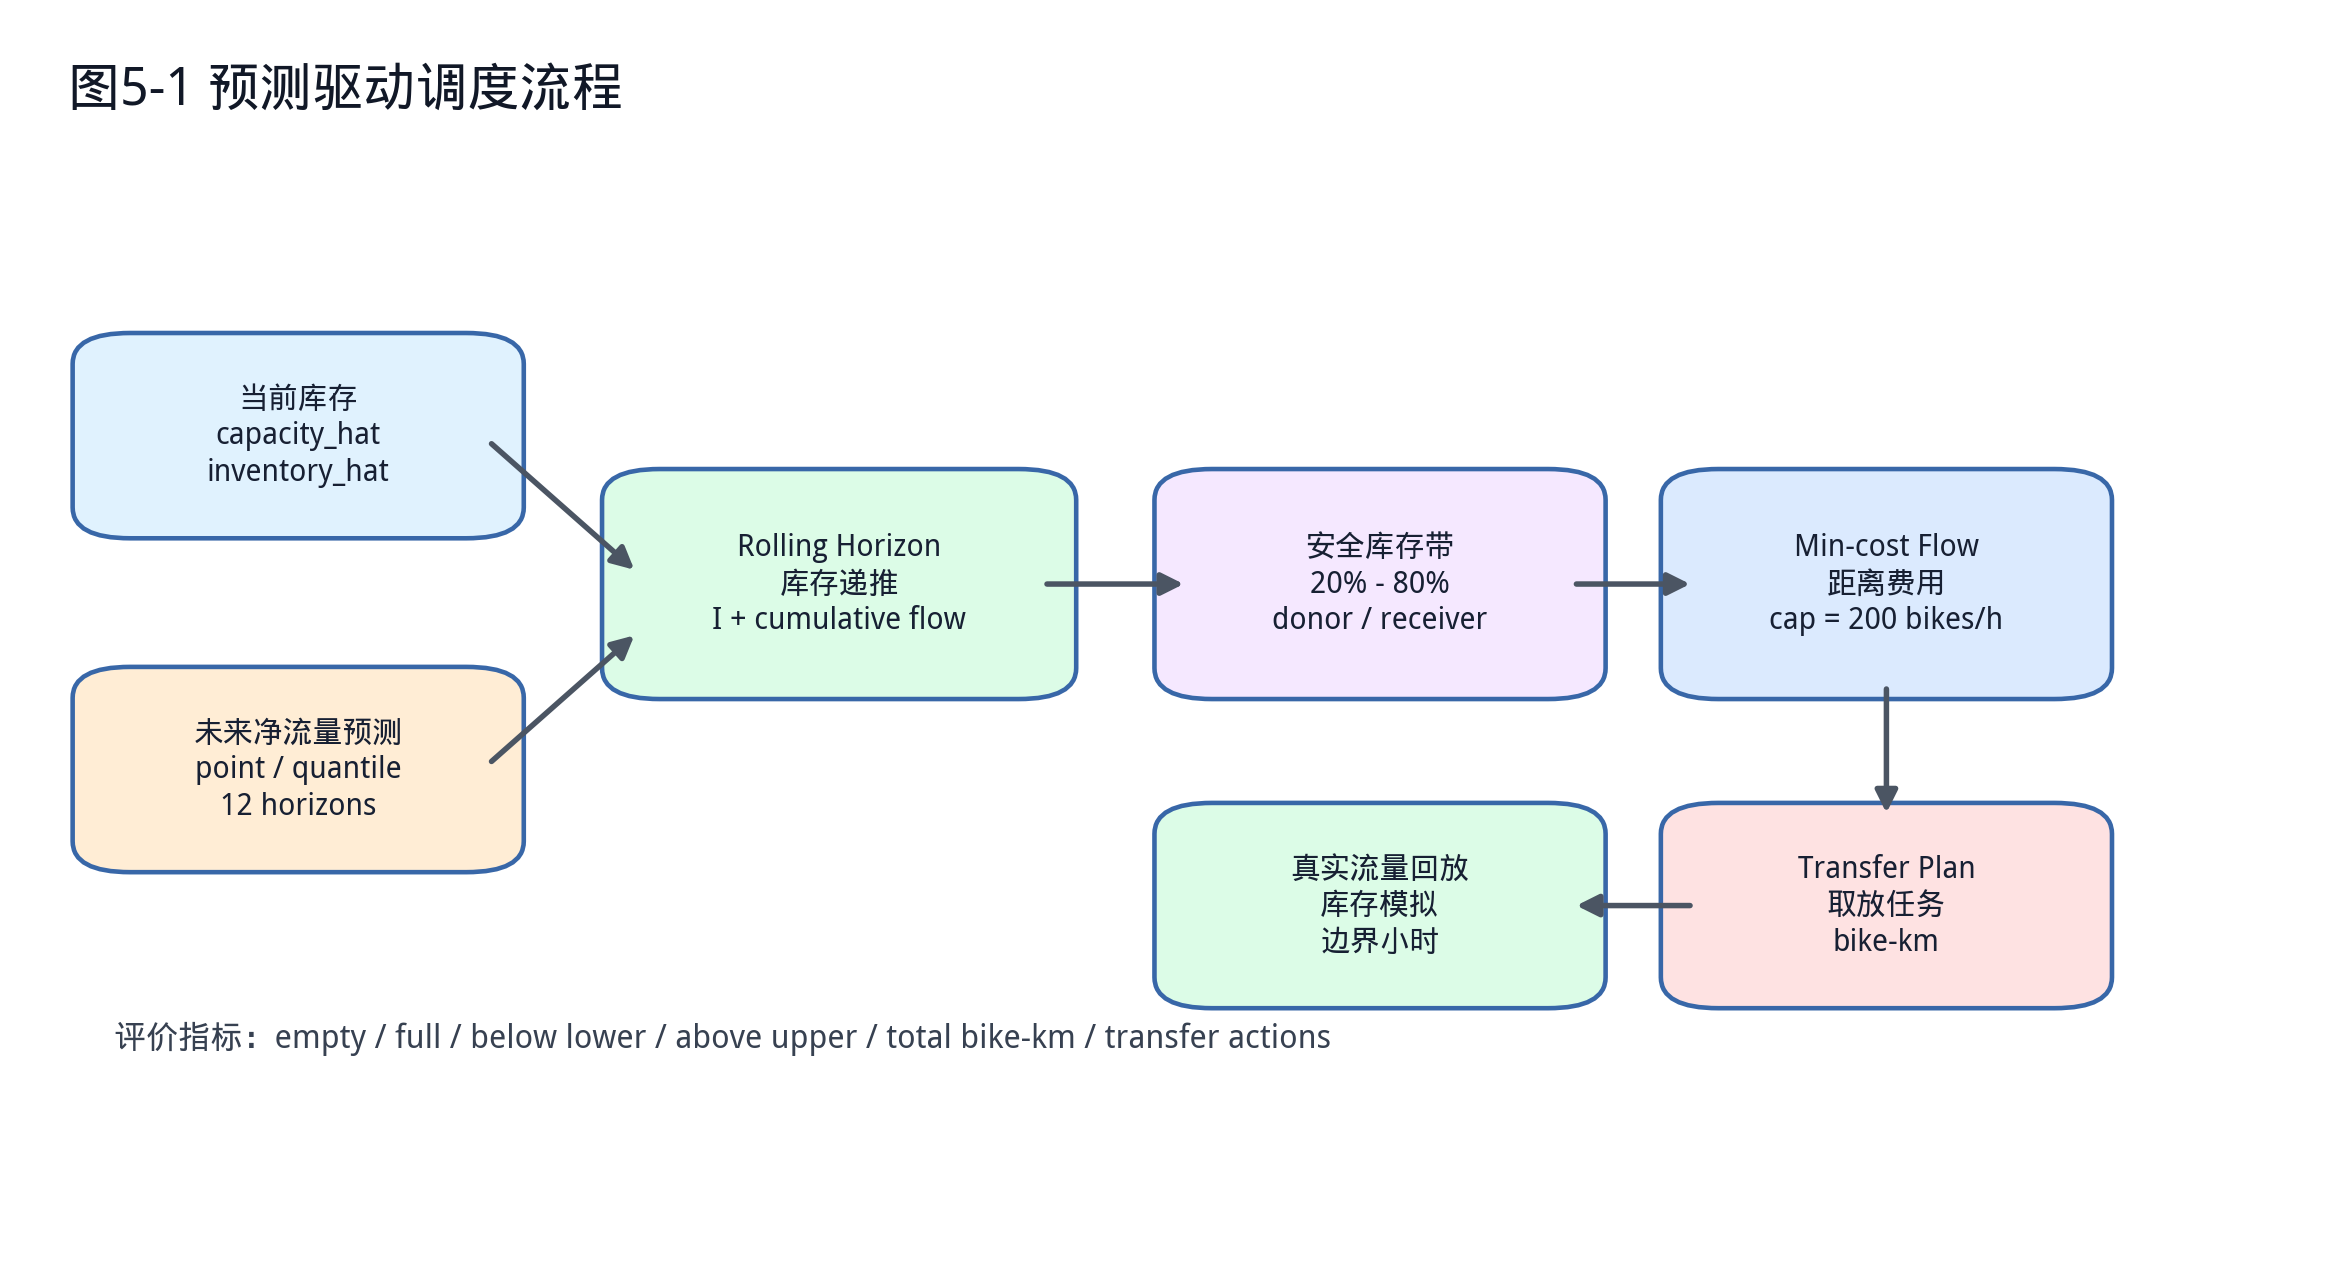 图5-1 预测驱动调度流程
当前库存
capacity_hat
inventory_hat
未来净流量预测
point / quantile
12 horizons
Rolling Horizon
库存递推
I + cumulative flow
安全库存带
20% - 80%
donor / receiver
Min-cost Flow
距离费用
cap = 200 bikes/h
Transfer Plan
取放任务
bike-km
真实流量回放
库存模拟
边界小时
评价指标：empty / full / below lower / above upper / total bike-km / transfer actions